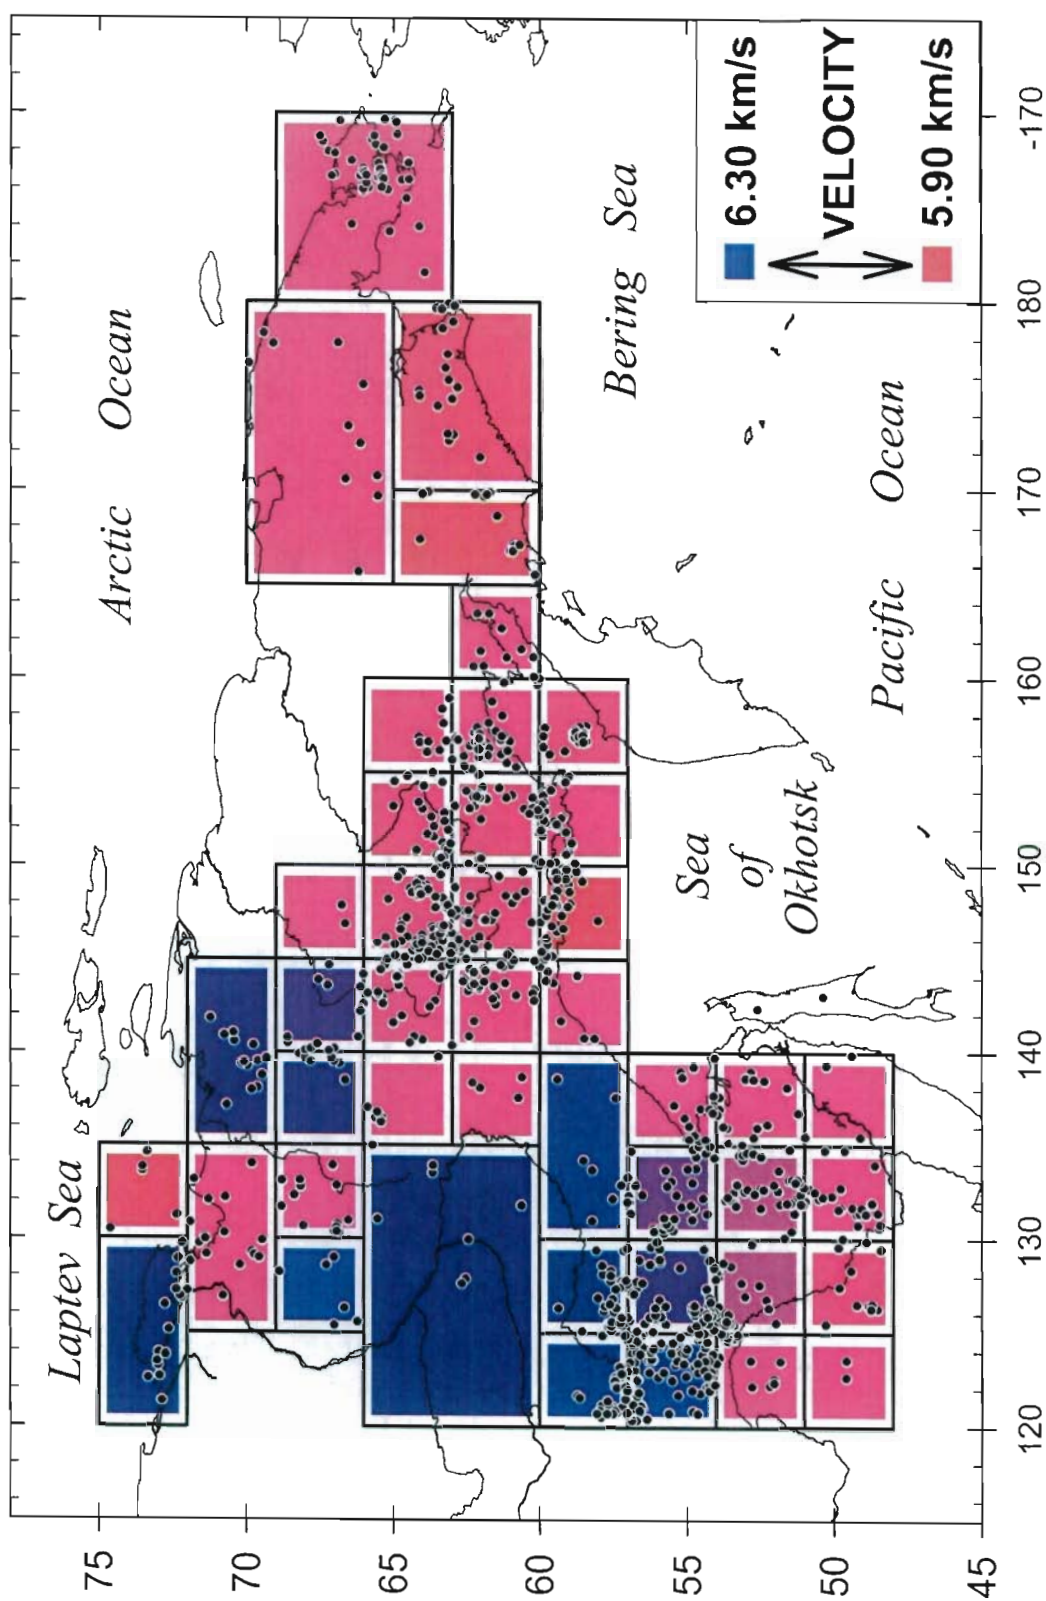 Arctic Ocean
Laptev Sea
Bering Sea
Sea
of
Okhotsk
Pacific Ocean
6.30 km/s
VELOCITY
5.90 km/s
75
70
65
60
55
50
45
120
130
140
150
160
170
180
-170